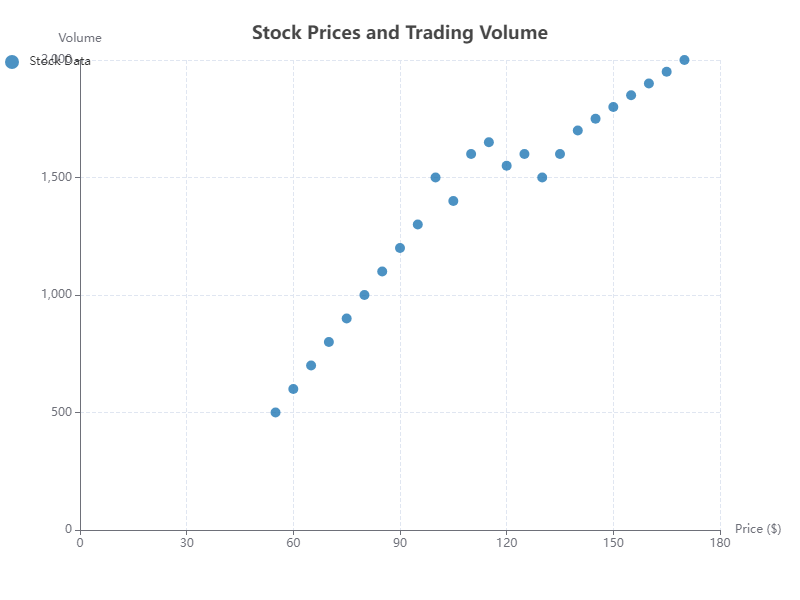 Stock Prices and Trading Volume
Volume
Stock Data
2,000
1,500
1,000
500
0
0 30 60 90 120 150 180
Price ($)